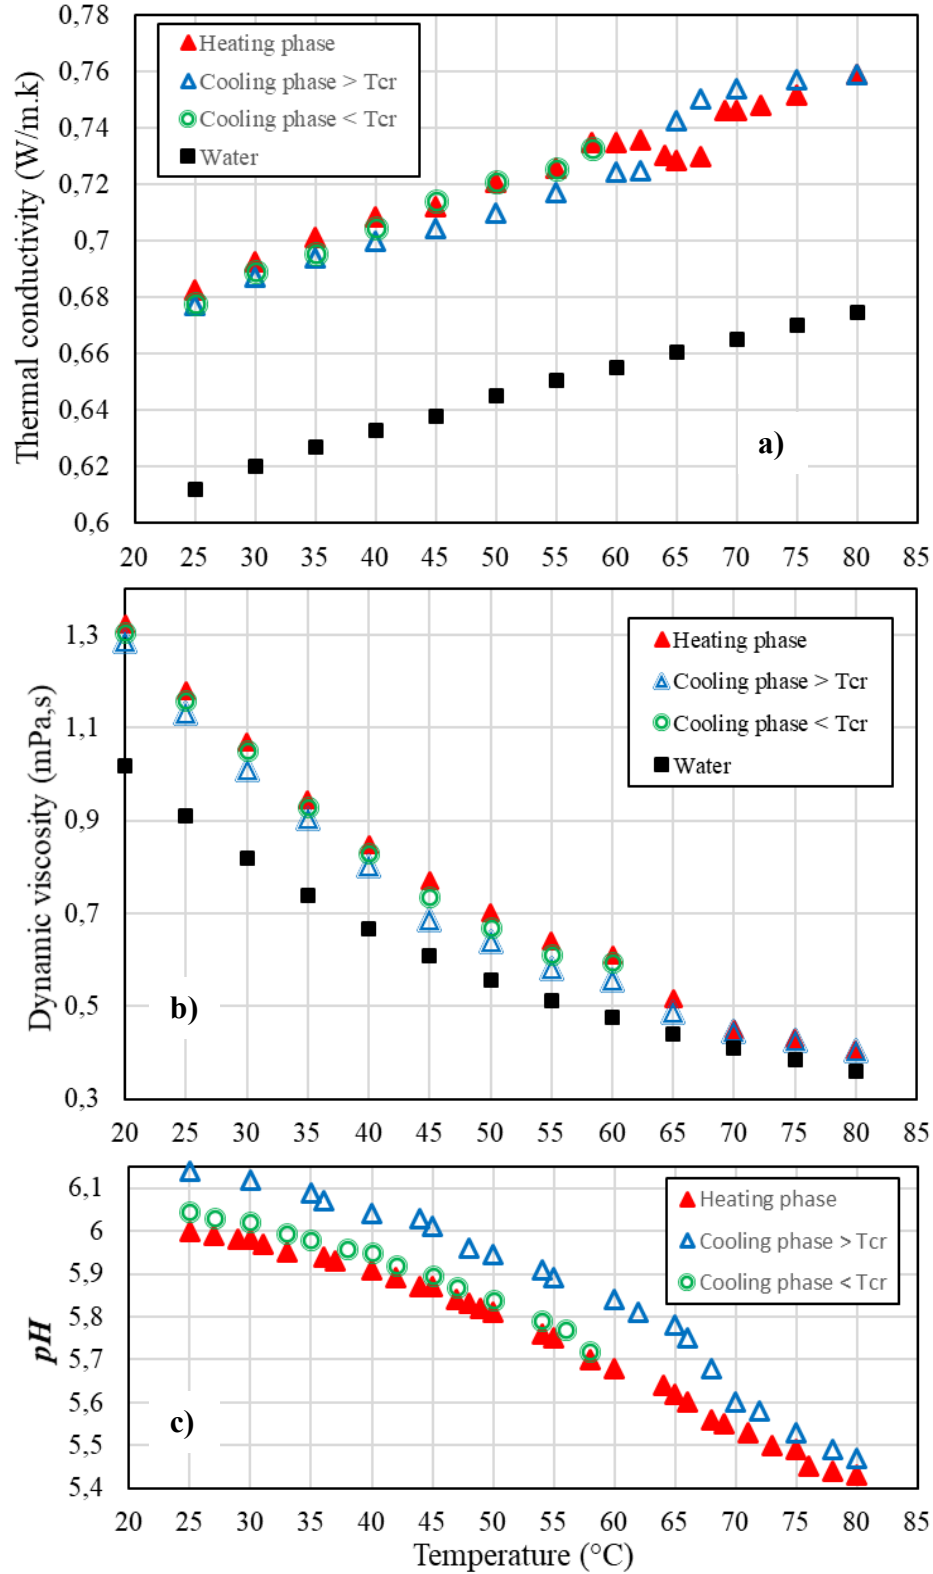 0,78
0,76
0,74
0,72
0,7
0,68
0,66
0,64
0,62
0,6
Thermal conductivity (W/m.k)
Heating phase
Cooling phase > Tcr
Cooling phase < Tcr
Water
a)
20 25 30 35 40 45 50 55 60 65 70 75 80 85
1,3
1,1
0,9
0,7
0,5
0,3
Dynamic viscosity (mPa,s)
Heating phase
Cooling phase > Tcr
Cooling phase < Tcr
Water
b)
20 25 30 35 40 45 50 55 60 65 70 75 80 85
6,1
6
5,9
5,8
5,7
5,6
5,5
5,4
pH
Heating phase
Cooling phase > Tcr
Cooling phase < Tcr
c)
20 25 30 35 40 45 50 55 60 65 70 75 80 85
Temperature (°C)